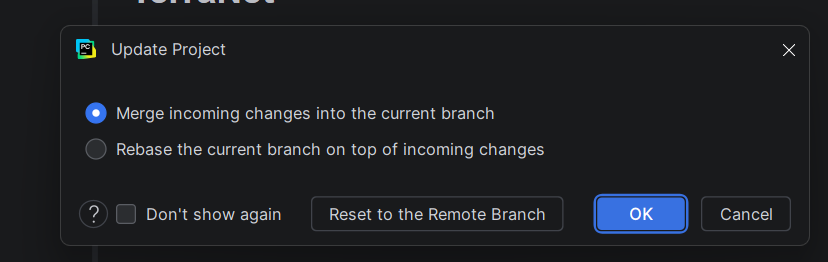 Update Project
Merge incoming changes into the current branch
Rebase the current branch on top of incoming changes
? Don't show again Reset to the Remote Branch OK Cancel